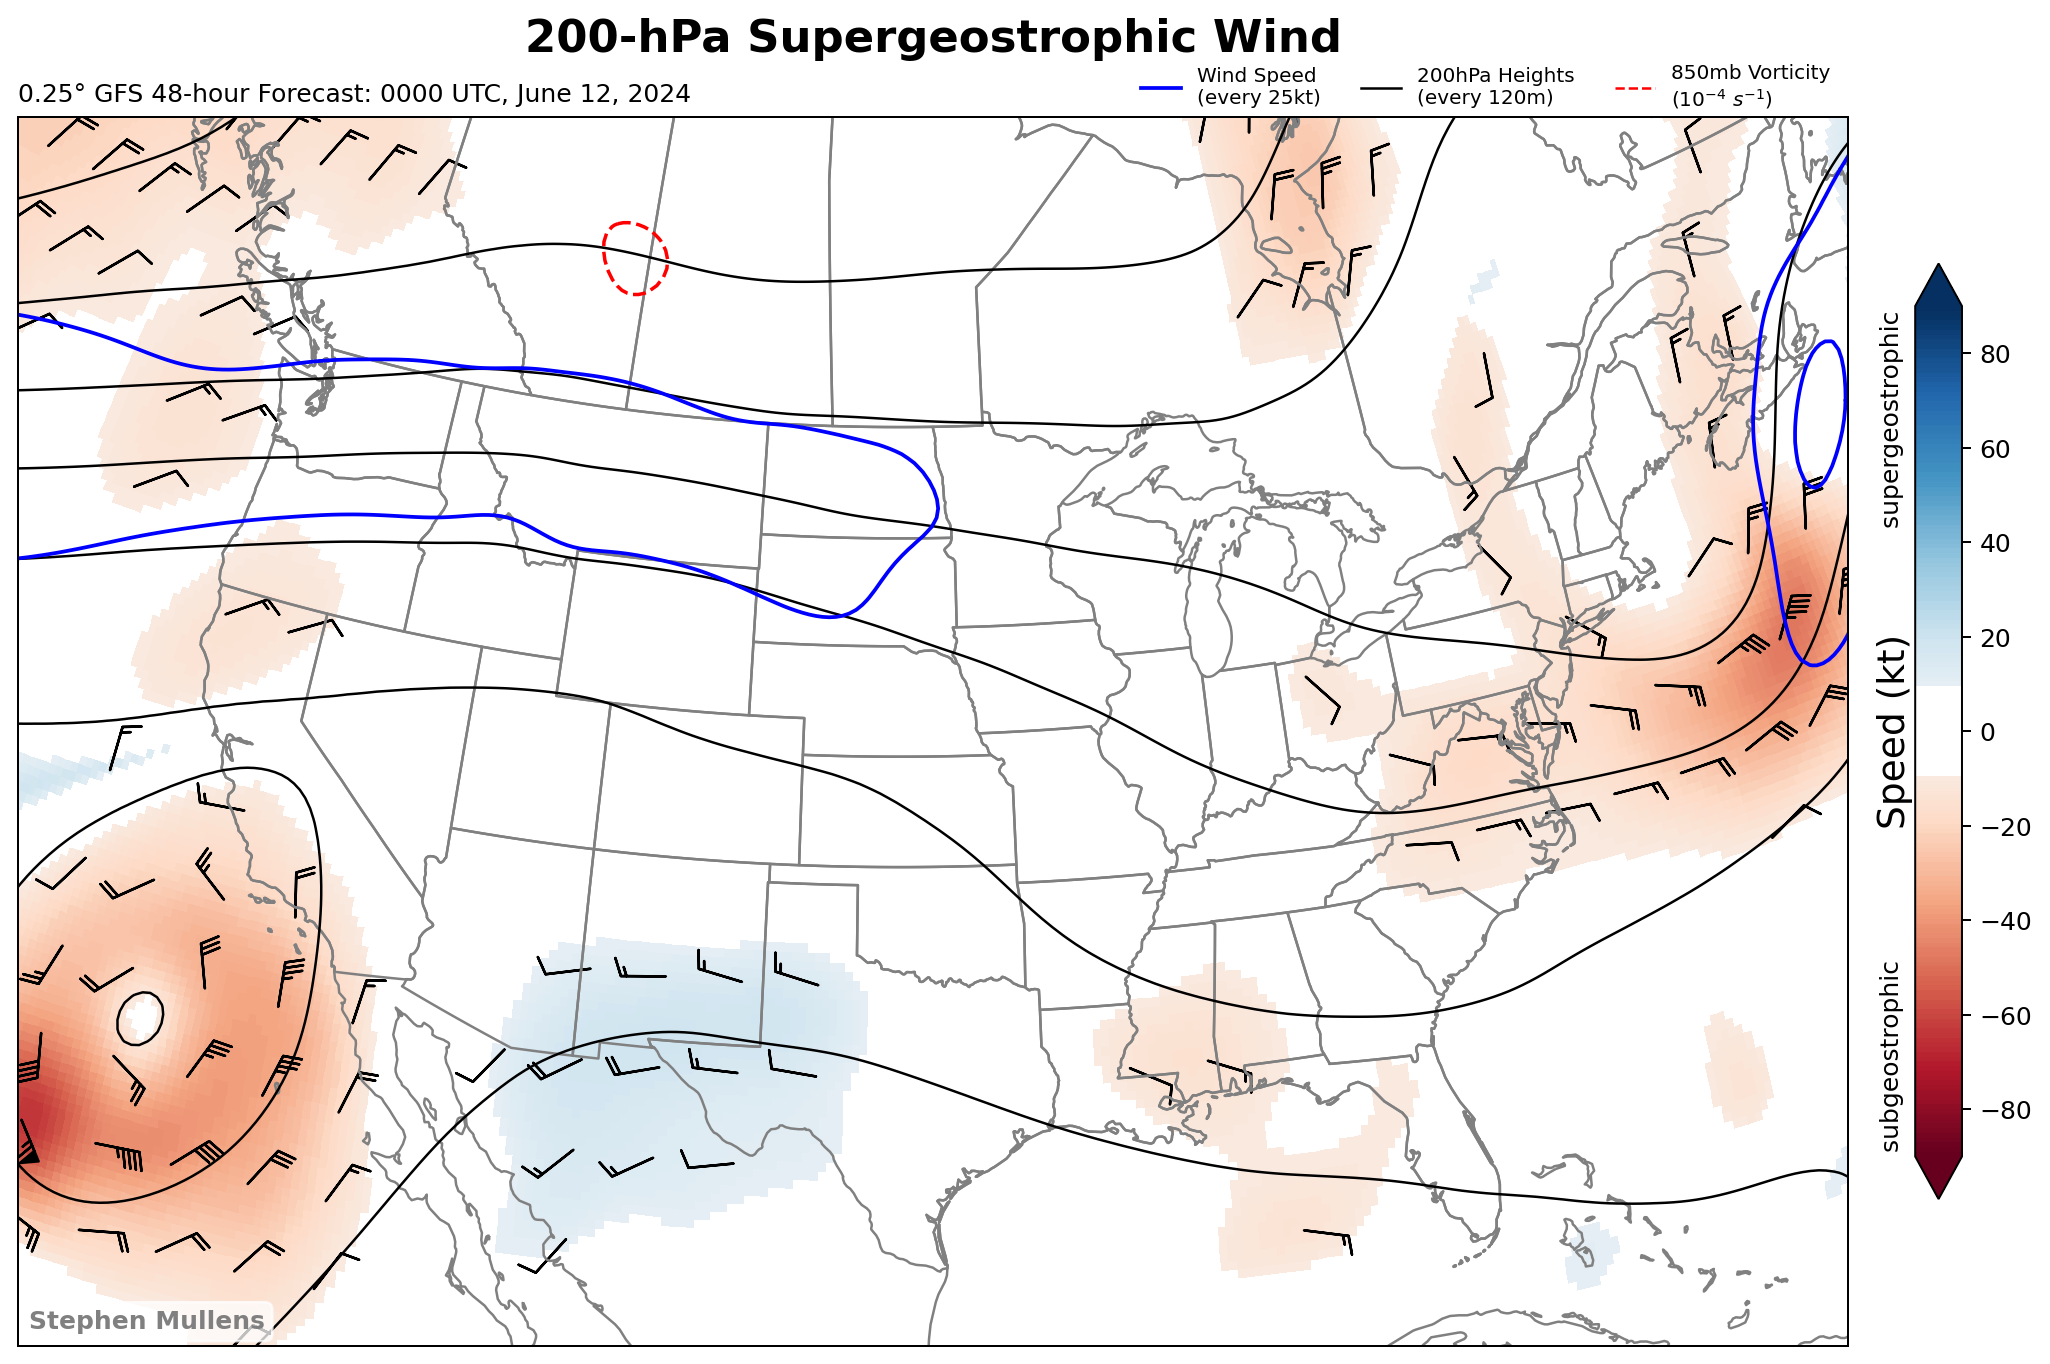 200-hPa Supergeostrophic Wind
0.25° GFS 48-hour Forecast: 0000 UTC, June 12, 2024
Wind Speed
(every 25kt)
200hPa Heights
(every 120m)
850mb Vorticity
(10⁻⁴ s⁻¹)
supergeostrophic
Speed (kt)
subgeostrophic
80
60
40
20
0
−20
−40
−60
−80
Stephen Mullens